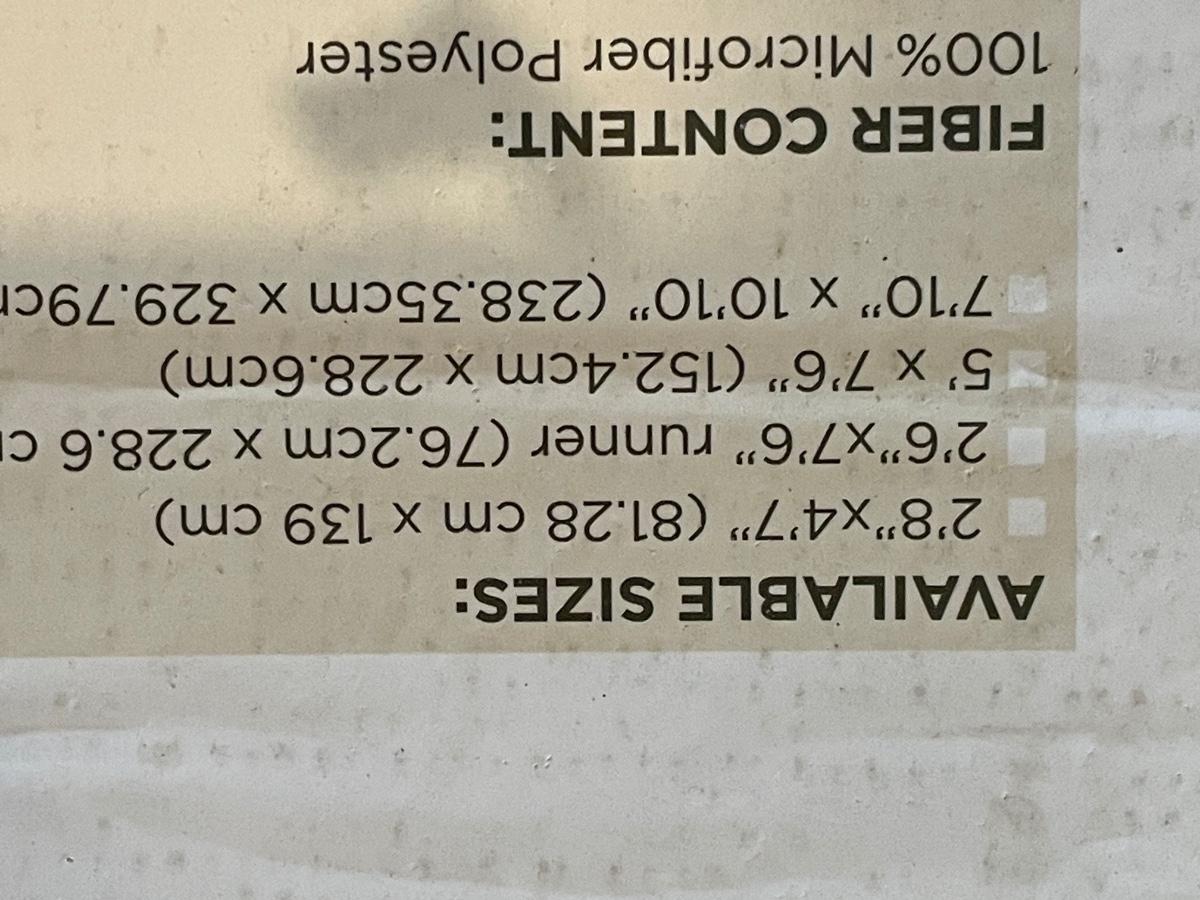 AVAILABLE SIZES:
2'8"x4'7" (81.28 cm x 139 cm)
2'6"x7'6" runner (76.2cm x 228.6 c
5' x 7'6" (152.4cm x 228.6cm)
7'10" x 10'10" (238.35cm x 329.79c
FIBER CONTENT:
100% Microfiber Polyester